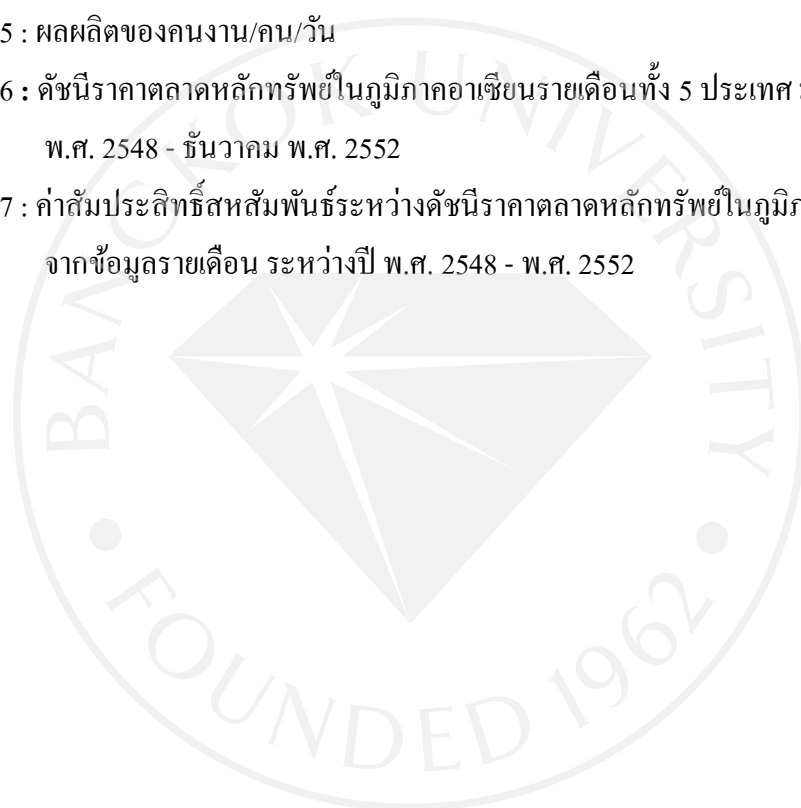 5 : ผลผลิตของคนงาน/คน/วัน
6 : ดัชนีราคาตลาดหลักทรัพย์ในภูมิภาคอาเซียนรายเดือนทั้ง 5 ประเทศ
พ.ศ. 2548 - ธันวาคม พ.ศ. 2552
7 : ค่าสัมประสิทธิ์สหสัมพันธ์ระหว่างดัชนีราคาตลาดหลักทรัพย์ใน
จากข้อมูลรายเดือน ระหว่างปี พ.ศ. 2548 - พ.ศ. 2552
BANGKOK UNIVERSITY
FOUNDED 1962